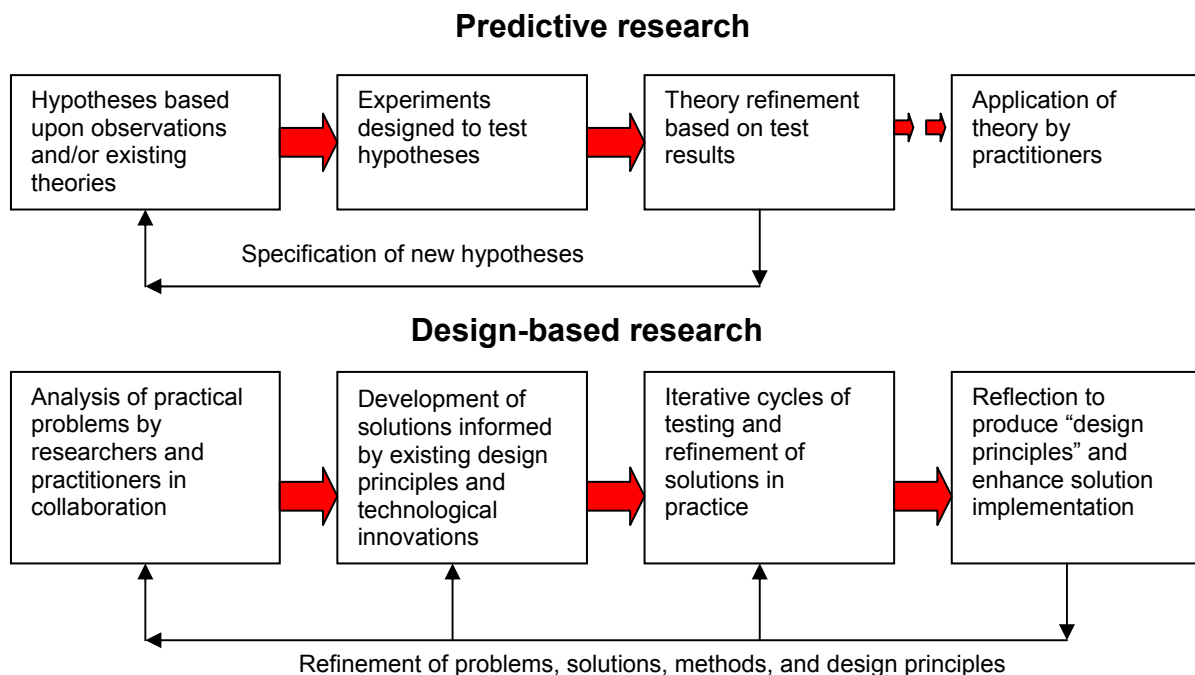 Predictive research
Hypotheses based
upon observations
and/or existing
theories
Experiments
designed to test
hypotheses
Theory refinement
based on test
results
Application of
theory by
practitioners
Specification of new hypotheses
Design-based research
Analysis of practical
problems by
researchers and
practitioners in
collaboration
Development of
solutions informed
by existing design
principles and
technological
innovations
Iterative cycles of
testing and
refinement of
solutions in
practice
Reflection to
produce “design
principles” and
enhance solution
implementation
Refinement of problems, solutions, methods, and design principles